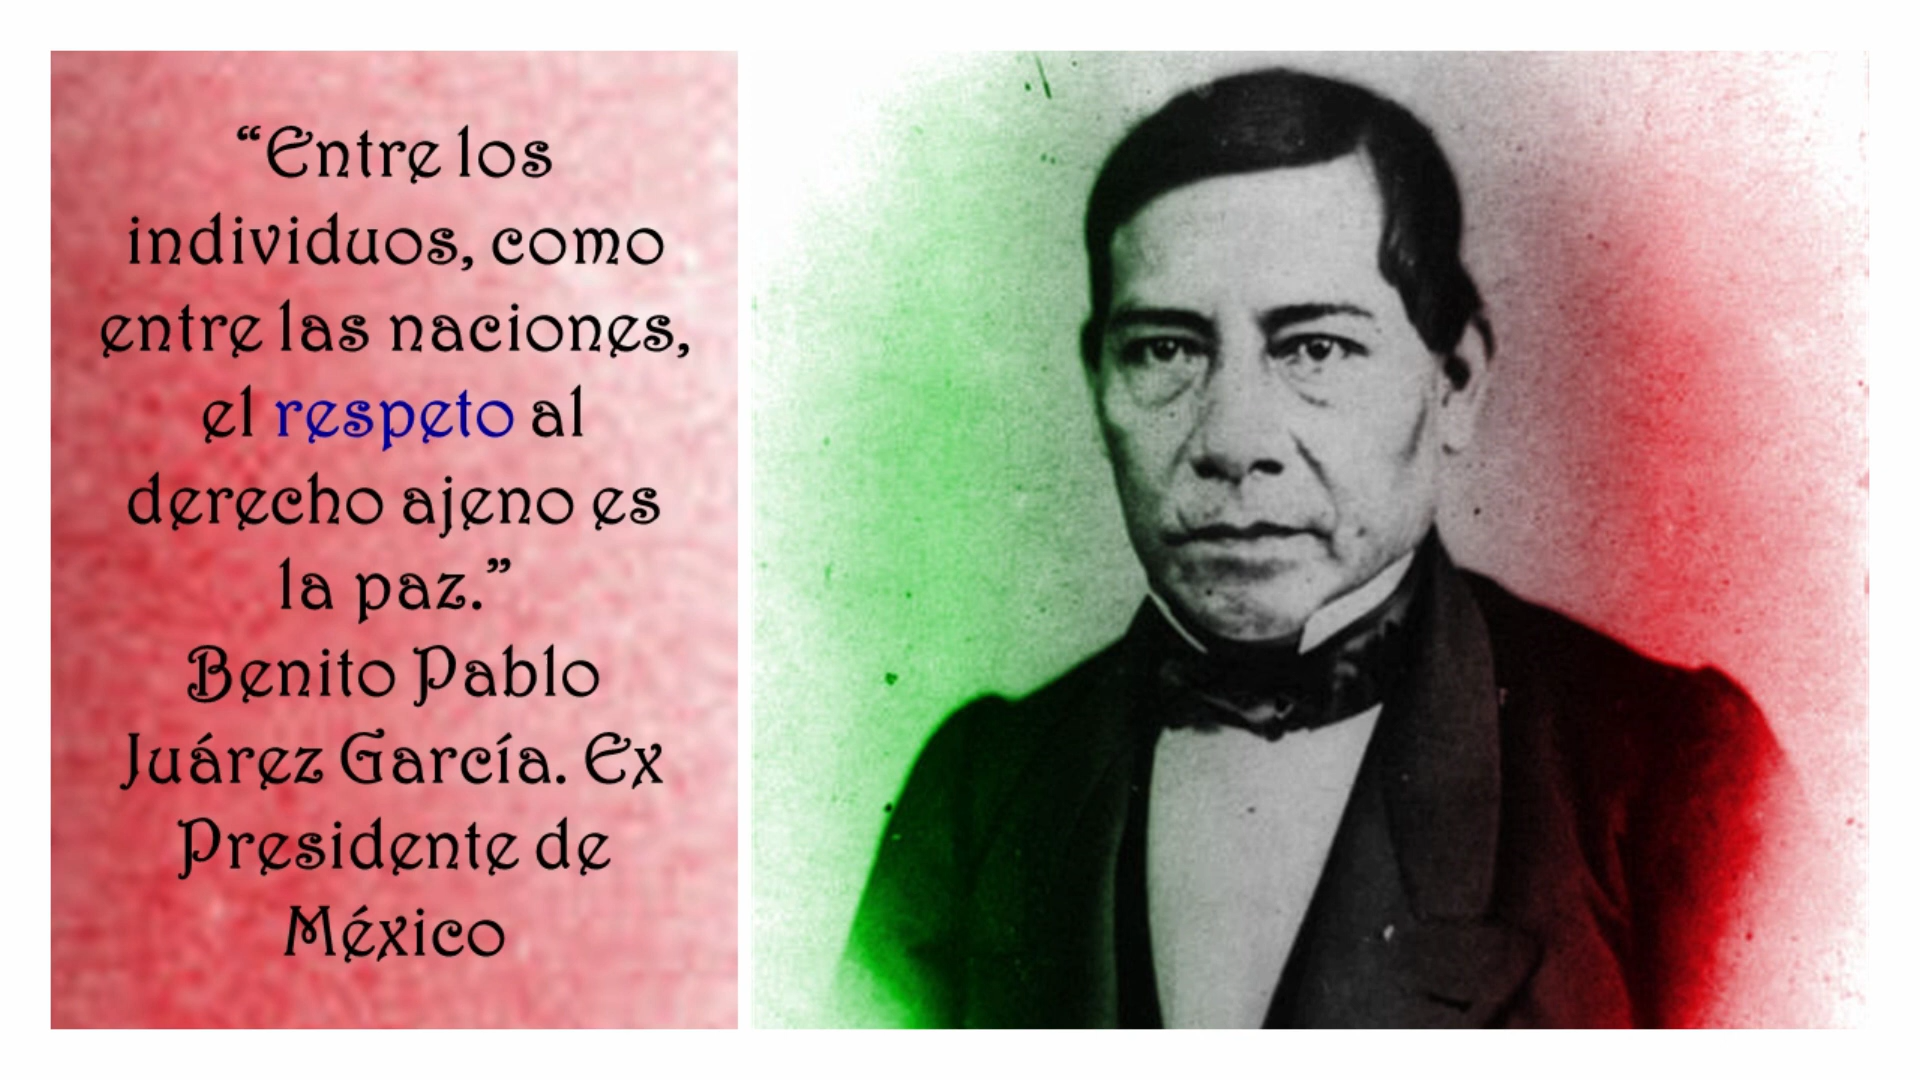 “Entre los
individuos, como
entre las naciones,
el respeto al
derecho ajeno es
la paz.”
Benito Pablo
Juárez García. Ex
Presidente de
México